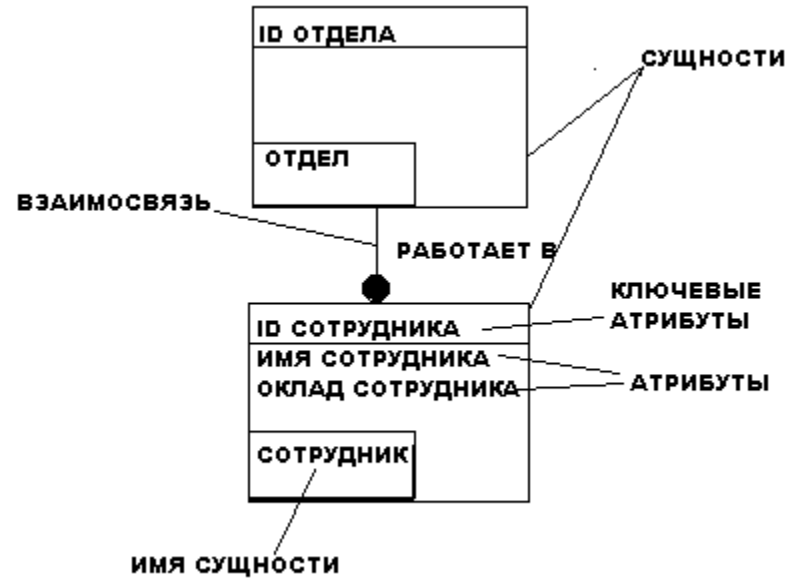 ID ОТДЕЛА
СУЩНОСТИ
ОТДЕЛ
ВЗАИМОСВЯЗЬ
РАБОТАЕТ В
КЛЮЧЕВЫЕ
АТРИБУТЫ
ID СОТРУДНИКА
ИМЯ СОТРУДНИКА
ОКЛАД СОТРУДНИКА
АТРИБУТЫ
СОТРУДНИК
ИМЯ СУЩНОСТИ